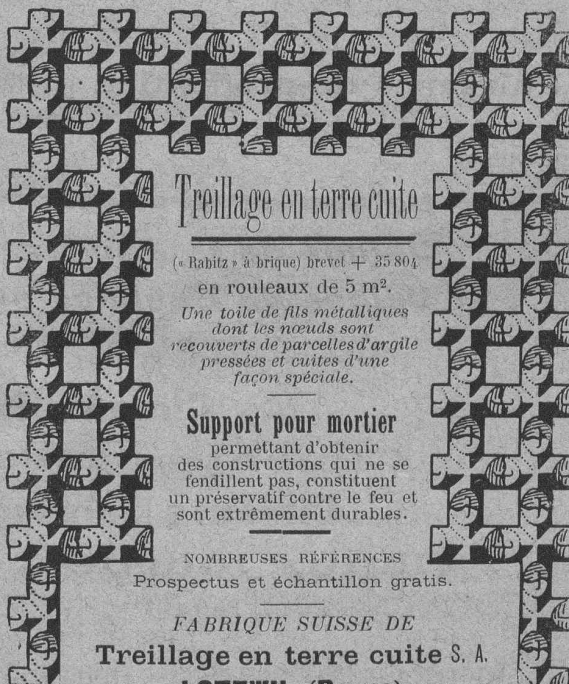 Treillage en terre cuite
(« Rabitz » à brique) brevet + 35 804
en rouleaux de 5 m².
Une toile de fils métalliques
dont les nœuds sont
recouverts de parcelles d'argile
pressées et cuites d'une
façon spéciale.
Support pour mortier
permettant d'obtenir
des constructions qui ne se
fendillent pas, constituent
un préservatif contre le feu et
sont extrêmement durables.
NOMBREUSES RÉFÉRENCES
Prospectus et échantillon gratis.
FABRIQUE SUISSE DE
Treillage en terre cuite S. A.